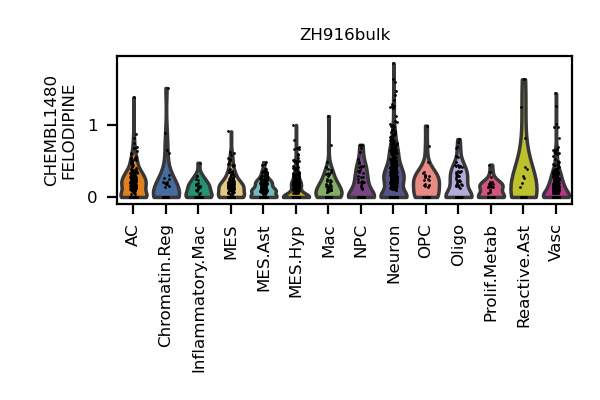 ZH916bulk
CHEMBL1480
FELODIPINE
1
0
AC
Chromatin.Reg
Inflammatory.Mac
MES
MES.Ast
MES.Hyp
Mac
NPC
Neuron
OPC
Oligo
Prolif.Metab
Reactive.Ast
Vasc